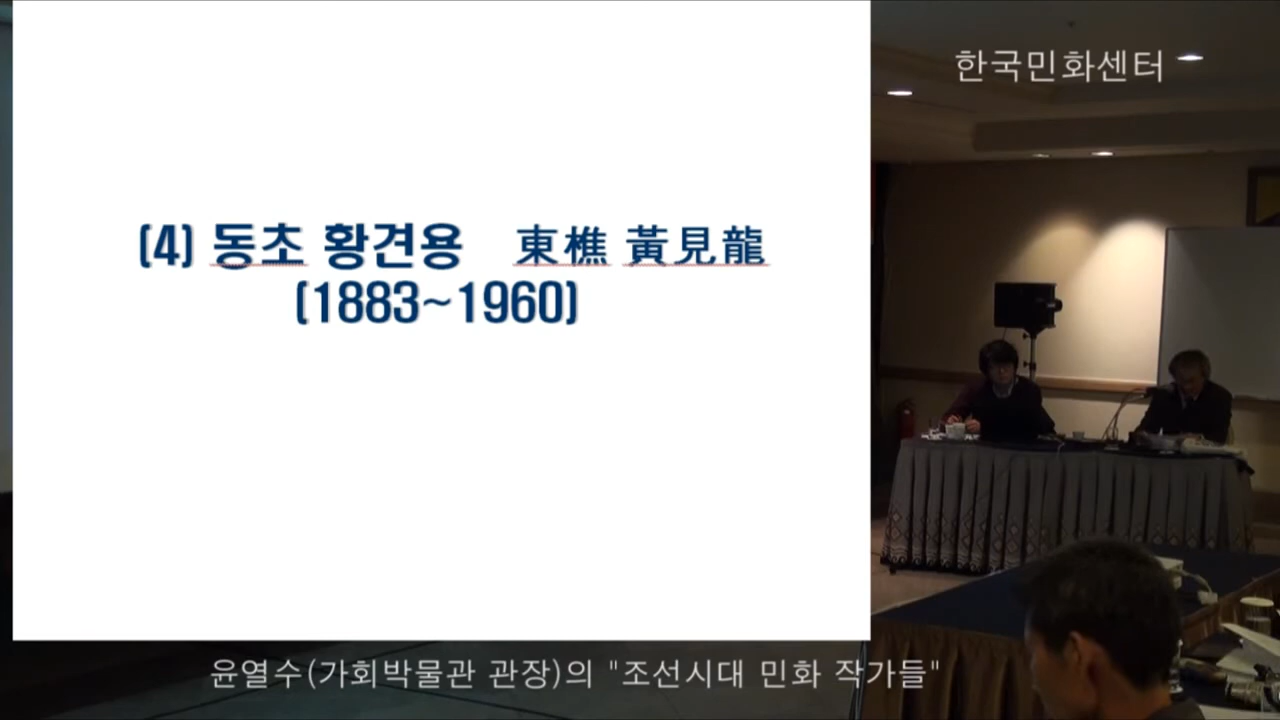 한국민화센터
(4) 동초 황견용 東樵 黃見龍
(1883~1960)
윤열수(가회박물관 관장)의 "조선시대 민화 작가들"